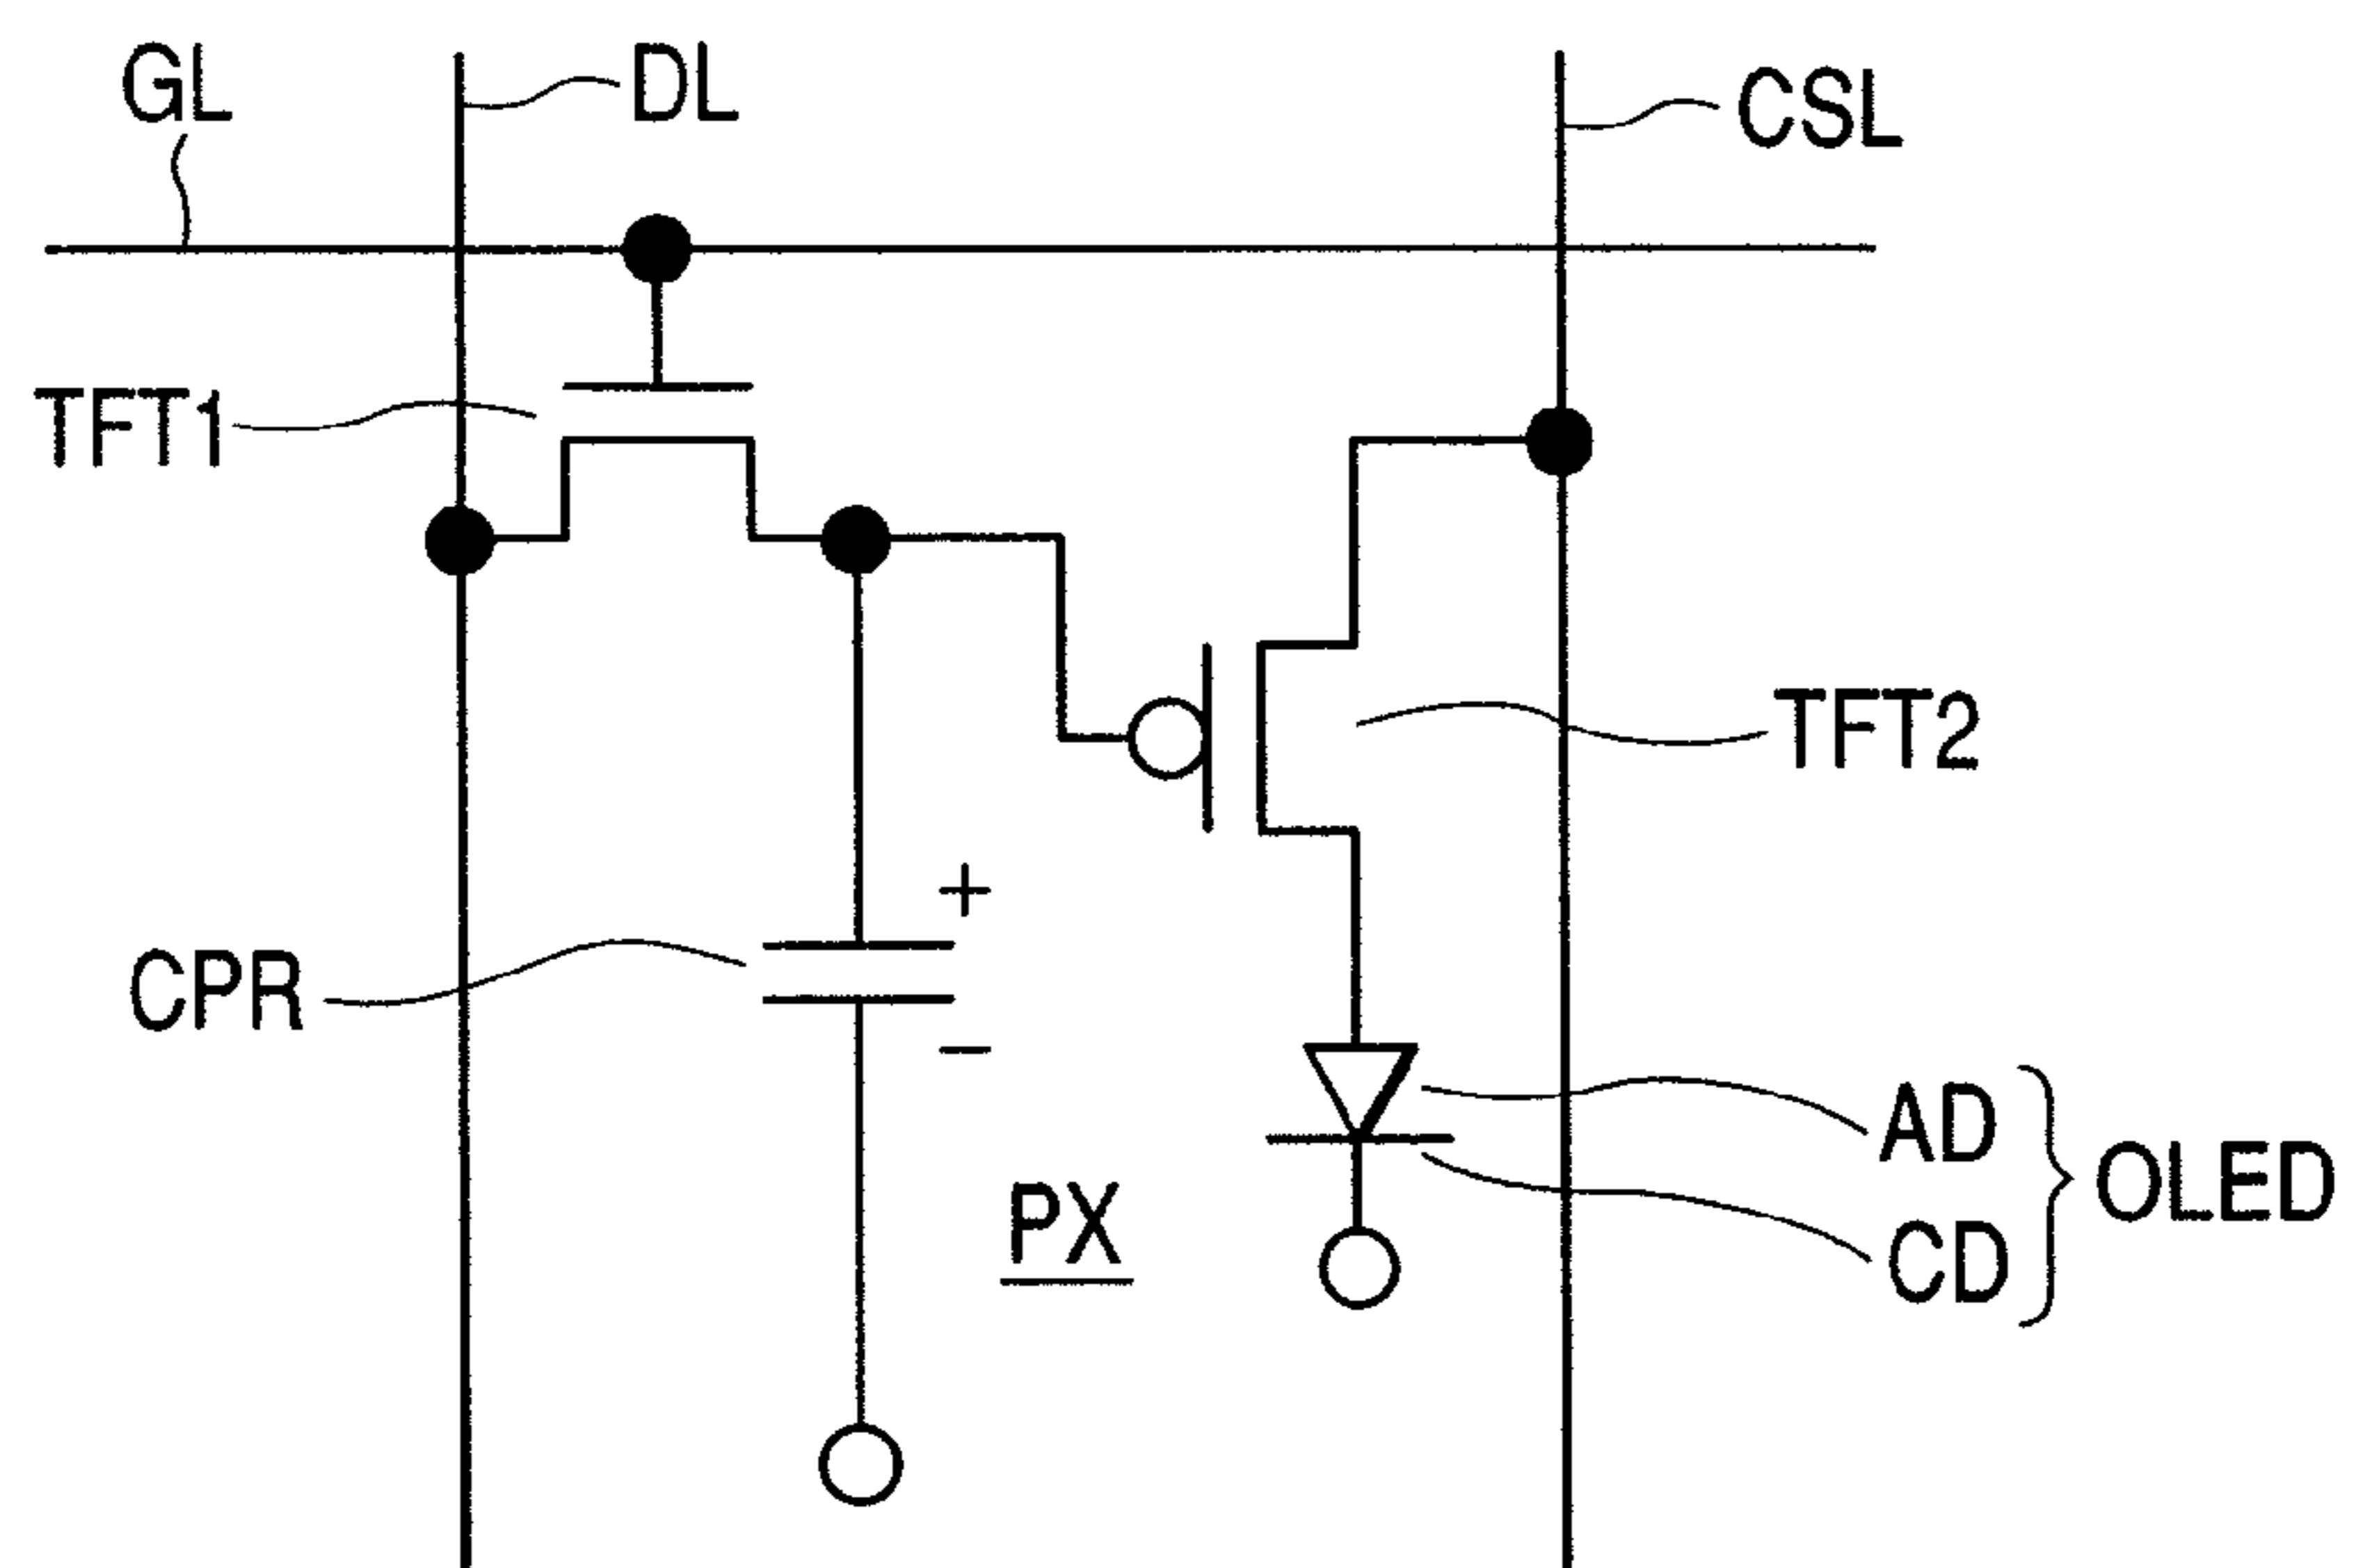 GL
DL
CSL
TFT1
TFT2
+
CPR
−
AD
OLED
PX
CD